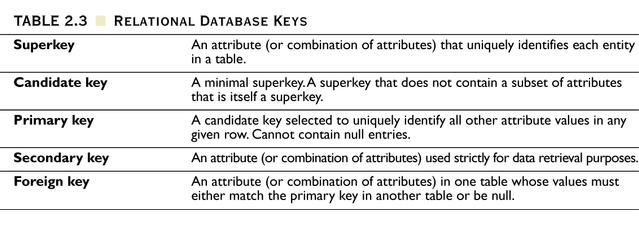 TABLE 2.3 RELATIONAL DATABASE KEYS
Superkey An attribute (or combination of attributes) that uniquely identifies each entity
in a table.
Candidate key A minimal superkey. A superkey that does not contain a subset of attributes
that is itself a superkey.
Primary key A candidate key selected to uniquely identify all other attribute values in any
given row. Cannot contain null entries.
Secondary key An attribute (or combination of attributes) used strictly for data retrieval purposes.
Foreign key An attribute (or combination of attributes) in one table whose values must
either match the primary key in another table or be null.